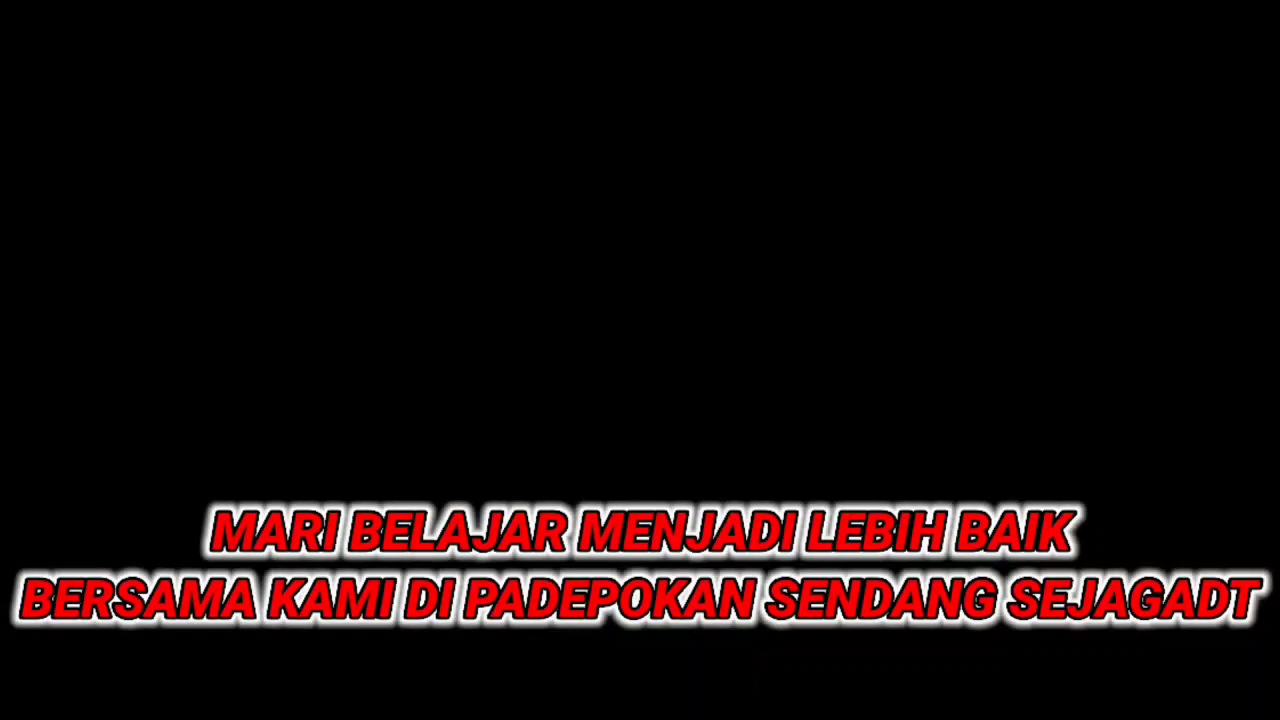 MARI BELAJAR MENJADI LEBIH BAIK
BERSAMA KAMI DI PADEPOKAN SENDANG SEJAGADT